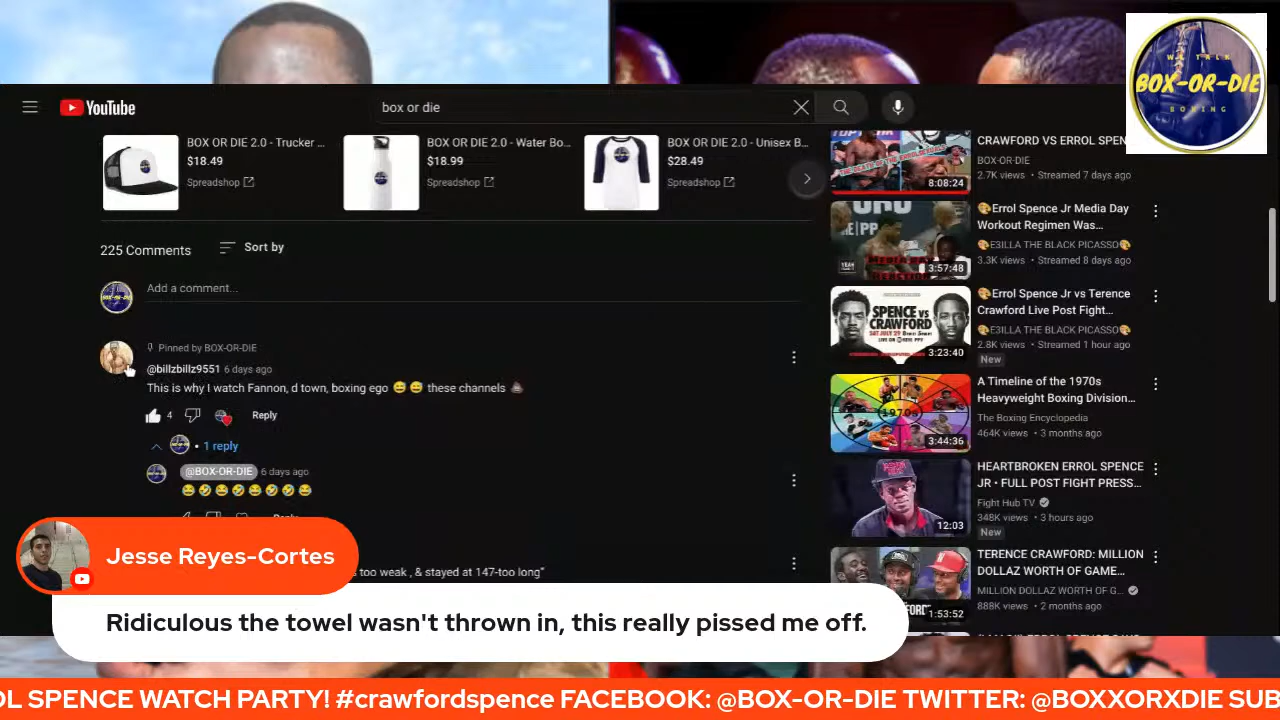 YouTube
box or die
WE TALK
BOX-OR-DIE
BOXING
BOX OR DIE 2.0 - Trucker ...
$18.49
Spreadshop
BOX OR DIE 2.0 - Water Bo...
$18.99
Spreadshop
BOX OR DIE 2.0 - Unisex B...
$28.49
Spreadshop
225 Comments
Sort by
Add a comment...
Pinned by BOX-OR-DIE
@billzbillz9551 6 days ago
This is why I watch Fannon, d town, boxing ego 😅 😅 these channels 💩
4
Reply
• 1 reply
@BOX-OR-DIE 6 days ago
😂🤣😂🤣😂🤣🤣😂
too weak , & stayed at 147-too long"
CRAWFORD VS ERROL SPEN
BOX-OR-DIE
2.7K views • Streamed 7 days ago
8:08:24
🎨Errol Spence Jr Media Day
Workout Regimen Was...
🎨E3ILLA THE BLACK PICASSO🎨
3.3K views • Streamed 8 days ago
3:57:48
🎨Errol Spence Jr vs Terence
Crawford Live Post Fight...
🎨E3ILLA THE BLACK PICASSO🎨
2.8K views • Streamed 1 hour ago
New
SPENCE
VS
CRAWFORD
3:23:40
A Timeline of the 1970s
Heavyweight Boxing Division...
The Boxing Encyclopedia
464K views • 3 months ago
1970s
3:44:36
HEARTBROKEN ERROL SPENCE
JR • FULL POST FIGHT PRESS...
Fight Hub TV
348K views • 3 hours ago
New
12:03
TERENCE CRAWFORD: MILLION
DOLLAZ WORTH OF GAME...
MILLION DOLLAZ WORTH OF G...
888K views • 2 months ago
1:53:52
Jesse Reyes-Cortes
Ridiculous the towel wasn't thrown in, this really pissed me off.
OL SPENCE WATCH PARTY! #crawfordspence FACEBOOK: @BOX-OR-DIE TWITTER: @BOXXORXDIE SUB